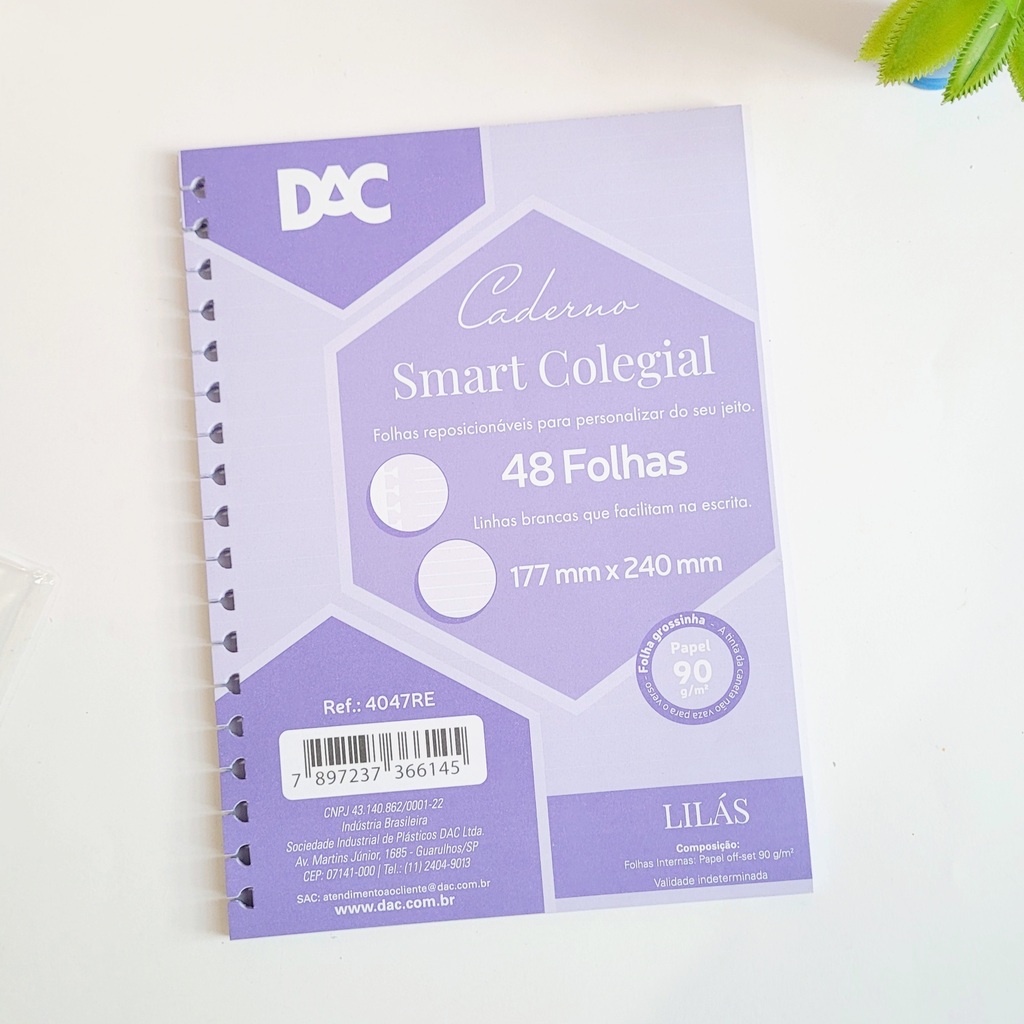 DAC
Caderno
Smart Colegial
Folhas reposicionáveis para personalizar do seu jeito.
48 Folhas
Linhas brancas que facilitam na escrita.
177 mm x 240 mm
Folha grossinha - A tinta da caneta não vaza para o verso -
Papel
90
g/m²
Ref.: 4047RE
7 897237 366145
CNPJ 43.140.862/0001-22
Indústria Brasileira
Sociedade Industrial de Plásticos DAC Ltda.
Av. Martins Júnior, 1685 - Guarulhos/SP
CEP: 07141-000 | Tel.: (11) 2404-9013
SAC: atendimentoaocliente@dac.com.br
www.dac.com.br
LILÁS
Composição:
Folhas Internas: Papel off-set 90 g/m²
Validade indeterminada